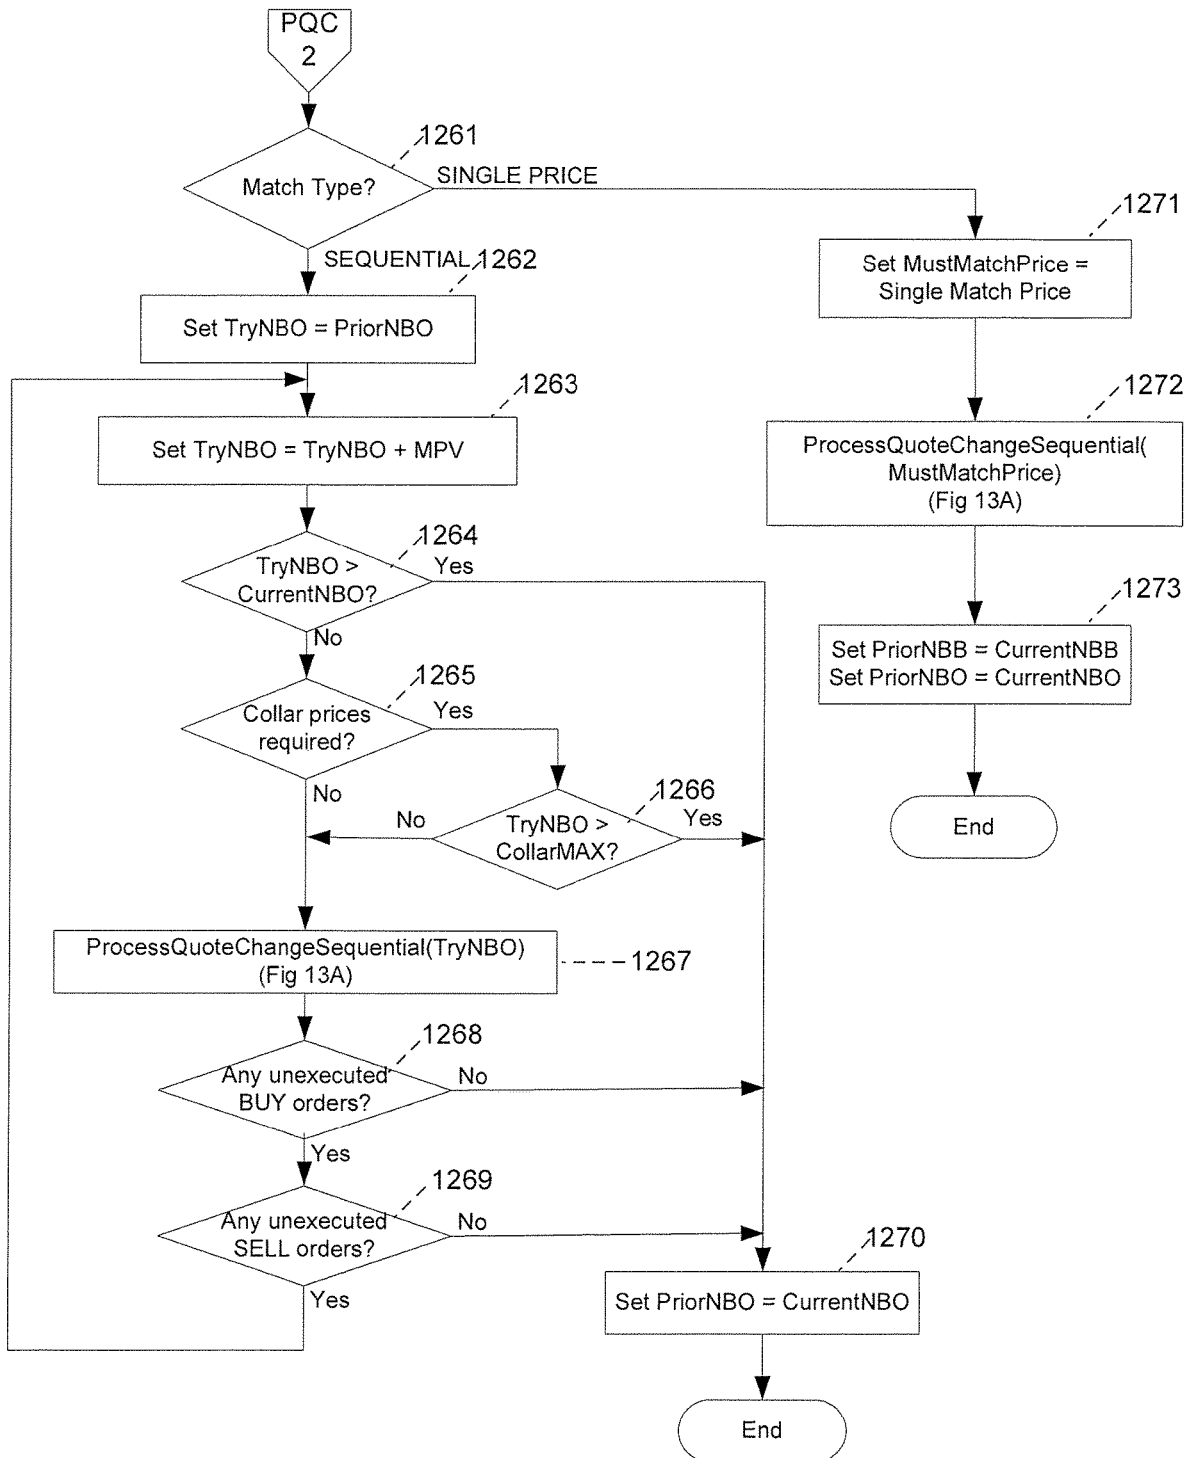 PQC
2
1261
Match Type?
SINGLE PRICE
1271
SEQUENTIAL
1262
Set MustMatchPrice =
Single Match Price
Set TryNBO = PriorNBO
1263
1272
Set TryNBO = TryNBO + MPV
ProcessQuoteChangeSequential(
MustMatchPrice)
(Fig 13A)
1264
TryNBO >
CurrentNBO?
Yes
No
1273
Set PriorNBB = CurrentNBB
Set PriorNBO = CurrentNBO
1265
Collar prices
required?
Yes
No
1266
TryNBO >
CollarMAX?
No
Yes
End
ProcessQuoteChangeSequential(TryNBO)
(Fig 13A)
1267
1268
Any unexecuted
BUY orders?
No
Yes
1269
Any unexecuted
SELL orders?
No
Yes
1270
Set PriorNBO = CurrentNBO
End